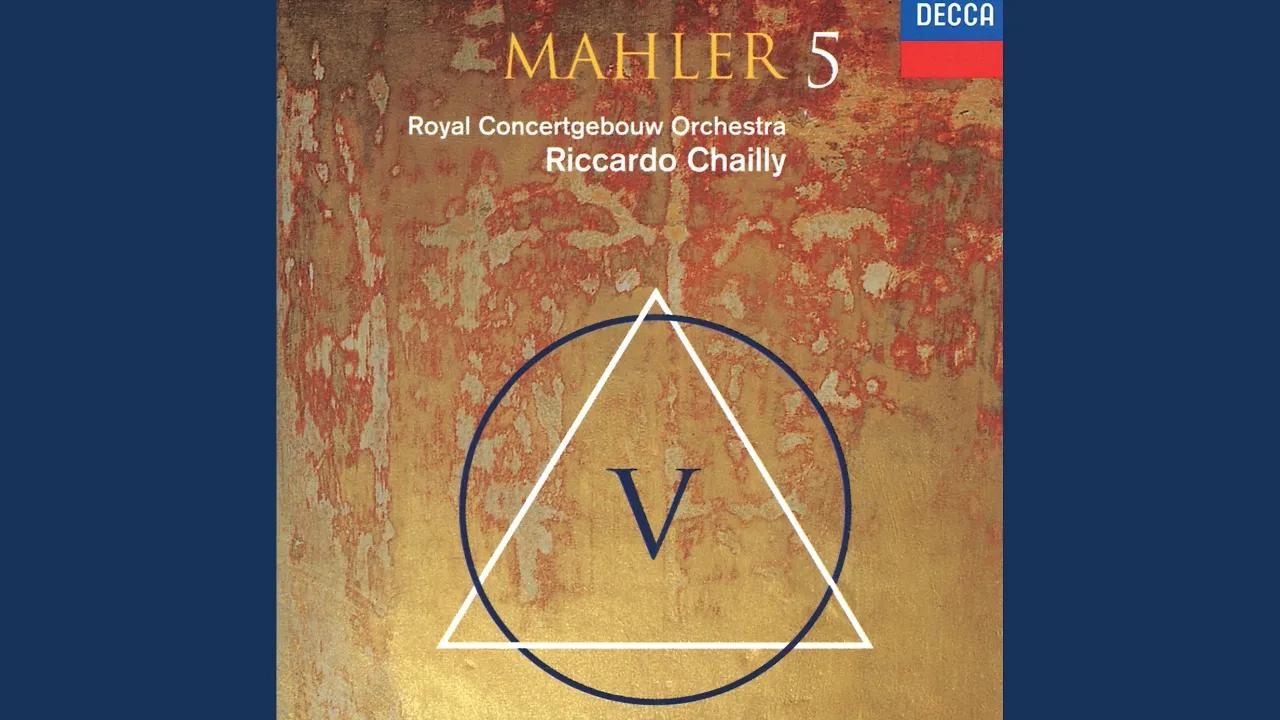 DECCA
MAHLER 5
Royal Concertgebouw Orchestra
Riccardo Chailly
V